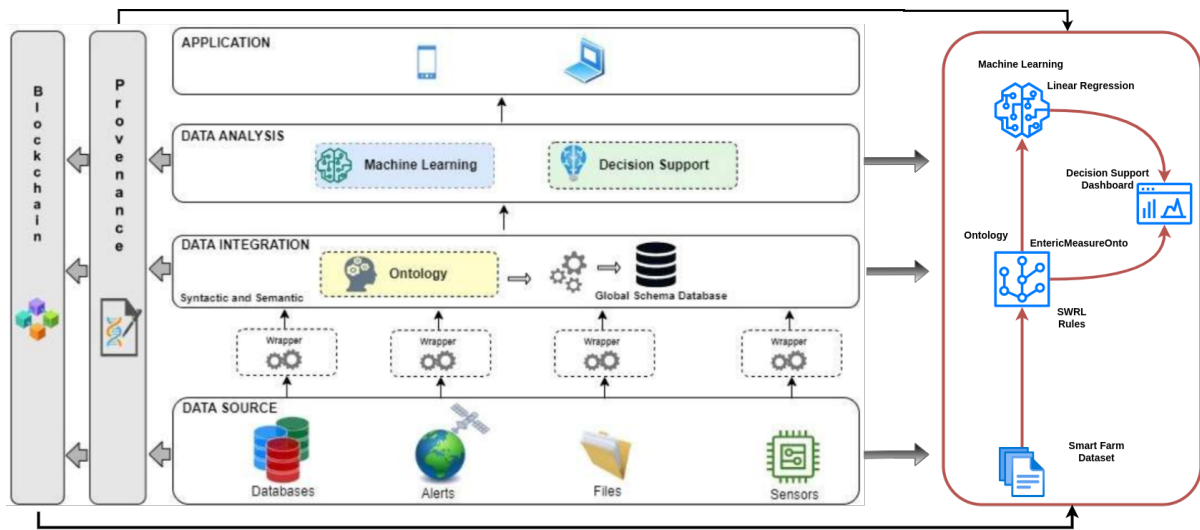 Blockchain
Provenance
APPLICATION
DATA ANALYSIS
Machine Learning
Decision Support
DATA INTEGRATION
Ontology
Syntactic and Semantic
Global Schema Database
Wrapper
Wrapper
Wrapper
Wrapper
DATA SOURCE
Databases
Alerts
Files
Sensors
Machine Learning
Linear Regression
Decision Support
Dashboard
Ontology
EntericMeasureOnto
SWRL
Rules
Smart Farm
Dataset